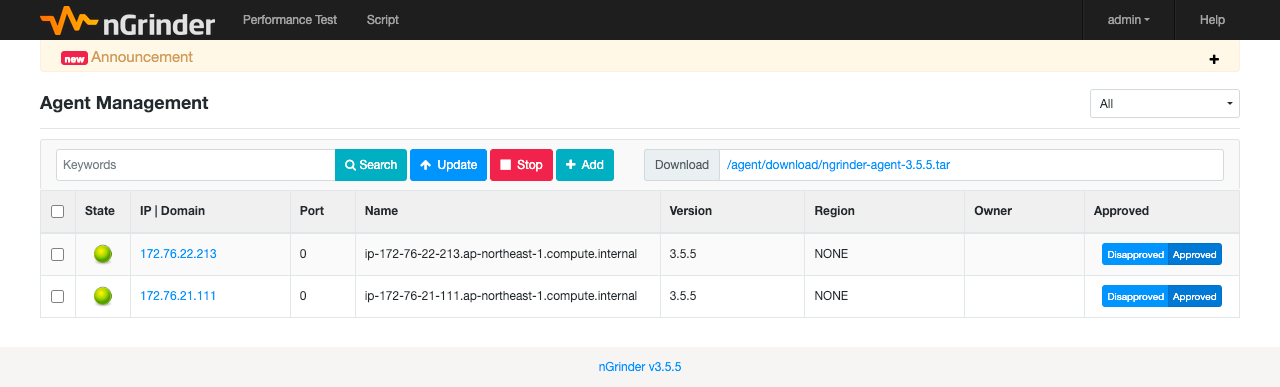 nGrinder Performance Test Script admin Help
new Announcement
Agent Management All
Keywords Search Update Stop Add Download /agent/download/ngrinder-agent-3.5.5.tar
State IP | Domain Port Name Version Region Owner Approved
172.76.22.213 0 ip-172-76-22-213.ap-northeast-1.compute.internal 3.5.5 NONE Disapproved Approved
172.76.21.111 0 ip-172-76-21-111.ap-northeast-1.compute.internal 3.5.5 NONE Disapproved Approved
nGrinder v3.5.5